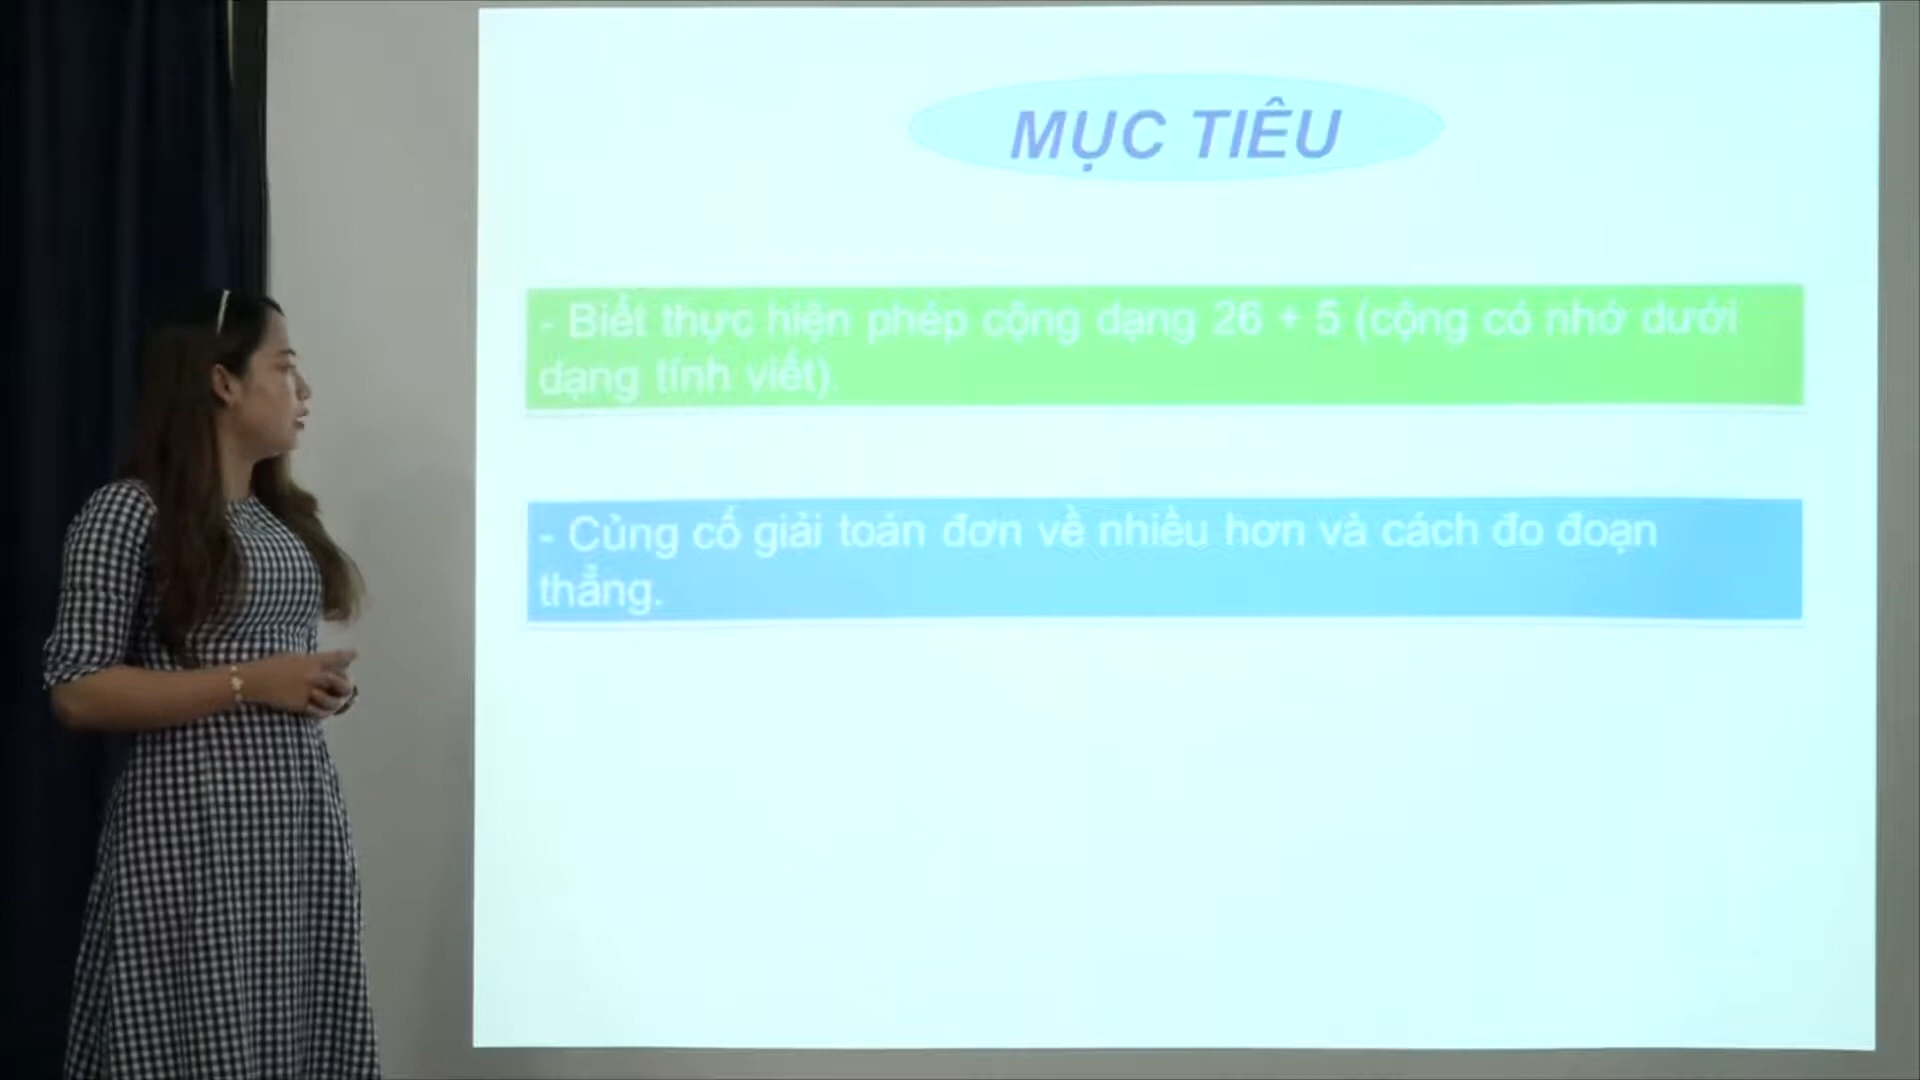 MỤC TIÊU
- Biết thực hiện phép cộng dạng 26 + 5 (cộng có nhớ dưới
dạng tính viết).
- Củng cố giải toán đơn về nhiều hơn và cách đo đoạn
thẳng.